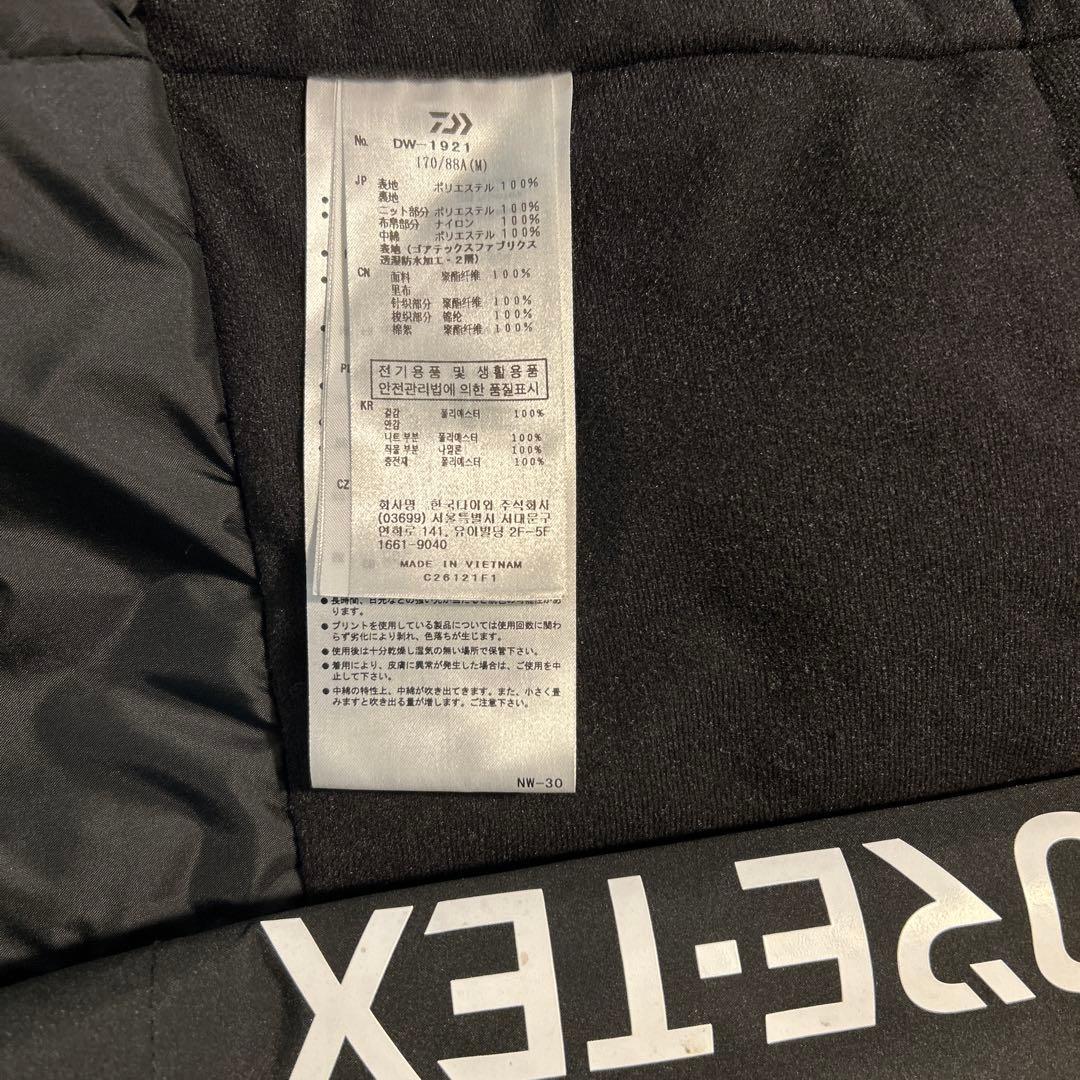 No. DW-1921
170/88A(M)
JP 表地 ポリエステル 100%
裏地
ニット部分 ポリエステル 100%
布帛部分 ナイロン 100%
中綿 ポリエステル 100%
表地(ゴアテックスファブリクス
透湿防水加工-2層)
CN 面料 聚酯纤维 100%
里布
针织部分 聚酯纤维 100%
梭织部分 锦纶 100%
棉絮 聚酯纤维 100%
PL
전기용품 및 생활용품
안전관리법에 의한 품질표시
KR
겉감 폴리에스터 100%
안감
니트 부분 폴리에스터 100%
직물 부분 나일론 100%
충전재 폴리에스터 100%
CZ
회사명 한국다이와 주식회사
(03699) 서울특별시 서대문구
연희로 141, 유이빌딩 2F-5F
1661-9040
MADE IN VIETNAM
C26121F1
ります。
● プリントを使用している製品については使用回数に関わ
らず劣化により剥れ、色落ちが生じます。
● 使用後は十分乾燥し湿気の無い場所で保管下さい。
● 着用により、皮膚に異常が発生した場合は、ご使用を中
止して下さい。
● 中綿の特性上、中綿が吹き出てきます。また、小さく畳
みますと吹き出る量が増します。ご注意下さい。
NW-30
GORE-TEX